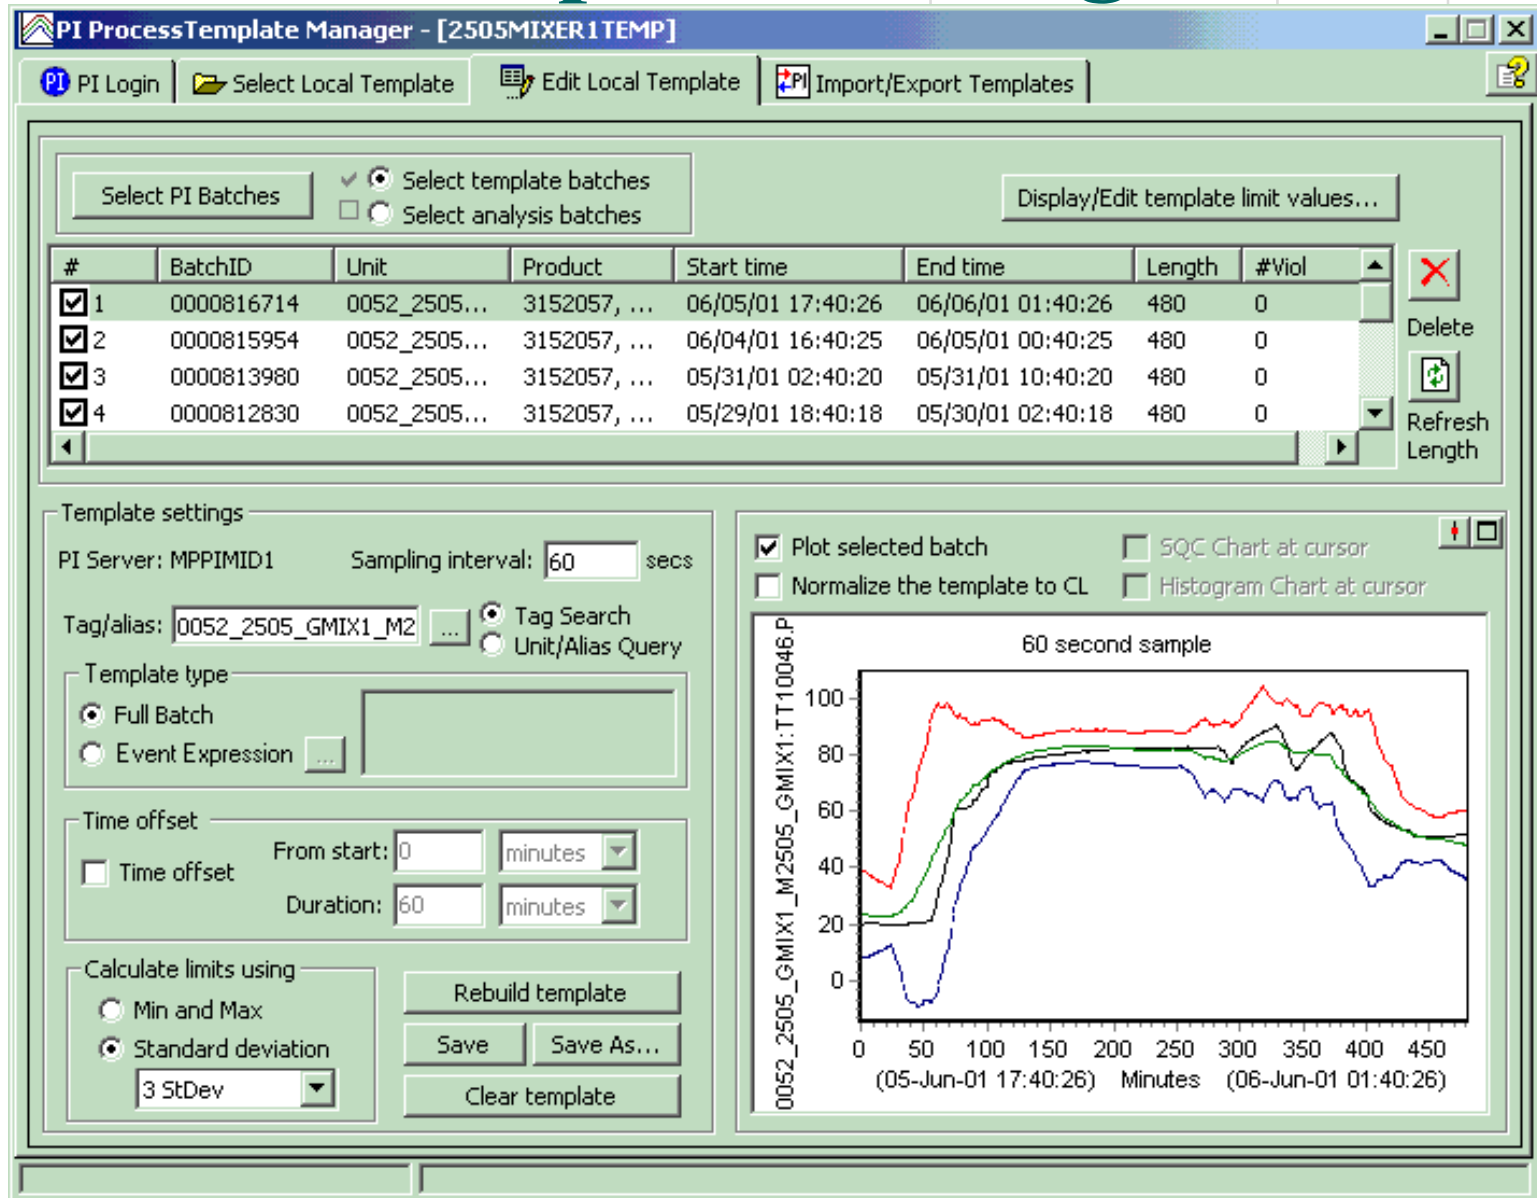 PI ProcessTemplate Manager - [2505MIXER1TEMP]
PI Login Select Local Template Edit Local Template Import/Export Templates
Select PI Batches
Select template batches
Select analysis batches
Display/Edit template limit values...
# BatchID Unit Product Start time End time Length #Viol
1 0000816714 0052_2505... 3152057, ... 06/05/01 17:40:26 06/06/01 01:40:26 480 0
2 0000815954 0052_2505... 3152057, ... 06/04/01 16:40:25 06/05/01 00:40:25 480 0
3 0000813980 0052_2505... 3152057, ... 05/31/01 02:40:20 05/31/01 10:40:20 480 0
4 0000812830 0052_2505... 3152057, ... 05/29/01 18:40:18 05/30/01 02:40:18 480 0
Delete
Refresh
Length
Template settings
PI Server: MPPIMID1 Sampling interval: 60 secs
Tag/alias: 0052_2505_GMIX1_M2 ... Tag Search
Unit/Alias Query
Template type
Full Batch
Event Expression ...
Time offset
Time offset
From start: 0 minutes
Duration: 60 minutes
Calculate limits using
Min and Max
Standard deviation
3 StDev
Rebuild template
Save Save As...
Clear template
Plot selected batch SQC Chart at cursor
Normalize the template to CL Histogram Chart at cursor
60 second sample
0052_2505_GMIX1_M2505_GMIX1:TT10046.P
100
80
60
40
20
0
0 50 100 150 200 250 300 350 400 450
(05-Jun-01 17:40:26) Minutes (06-Jun-01 01:40:26)